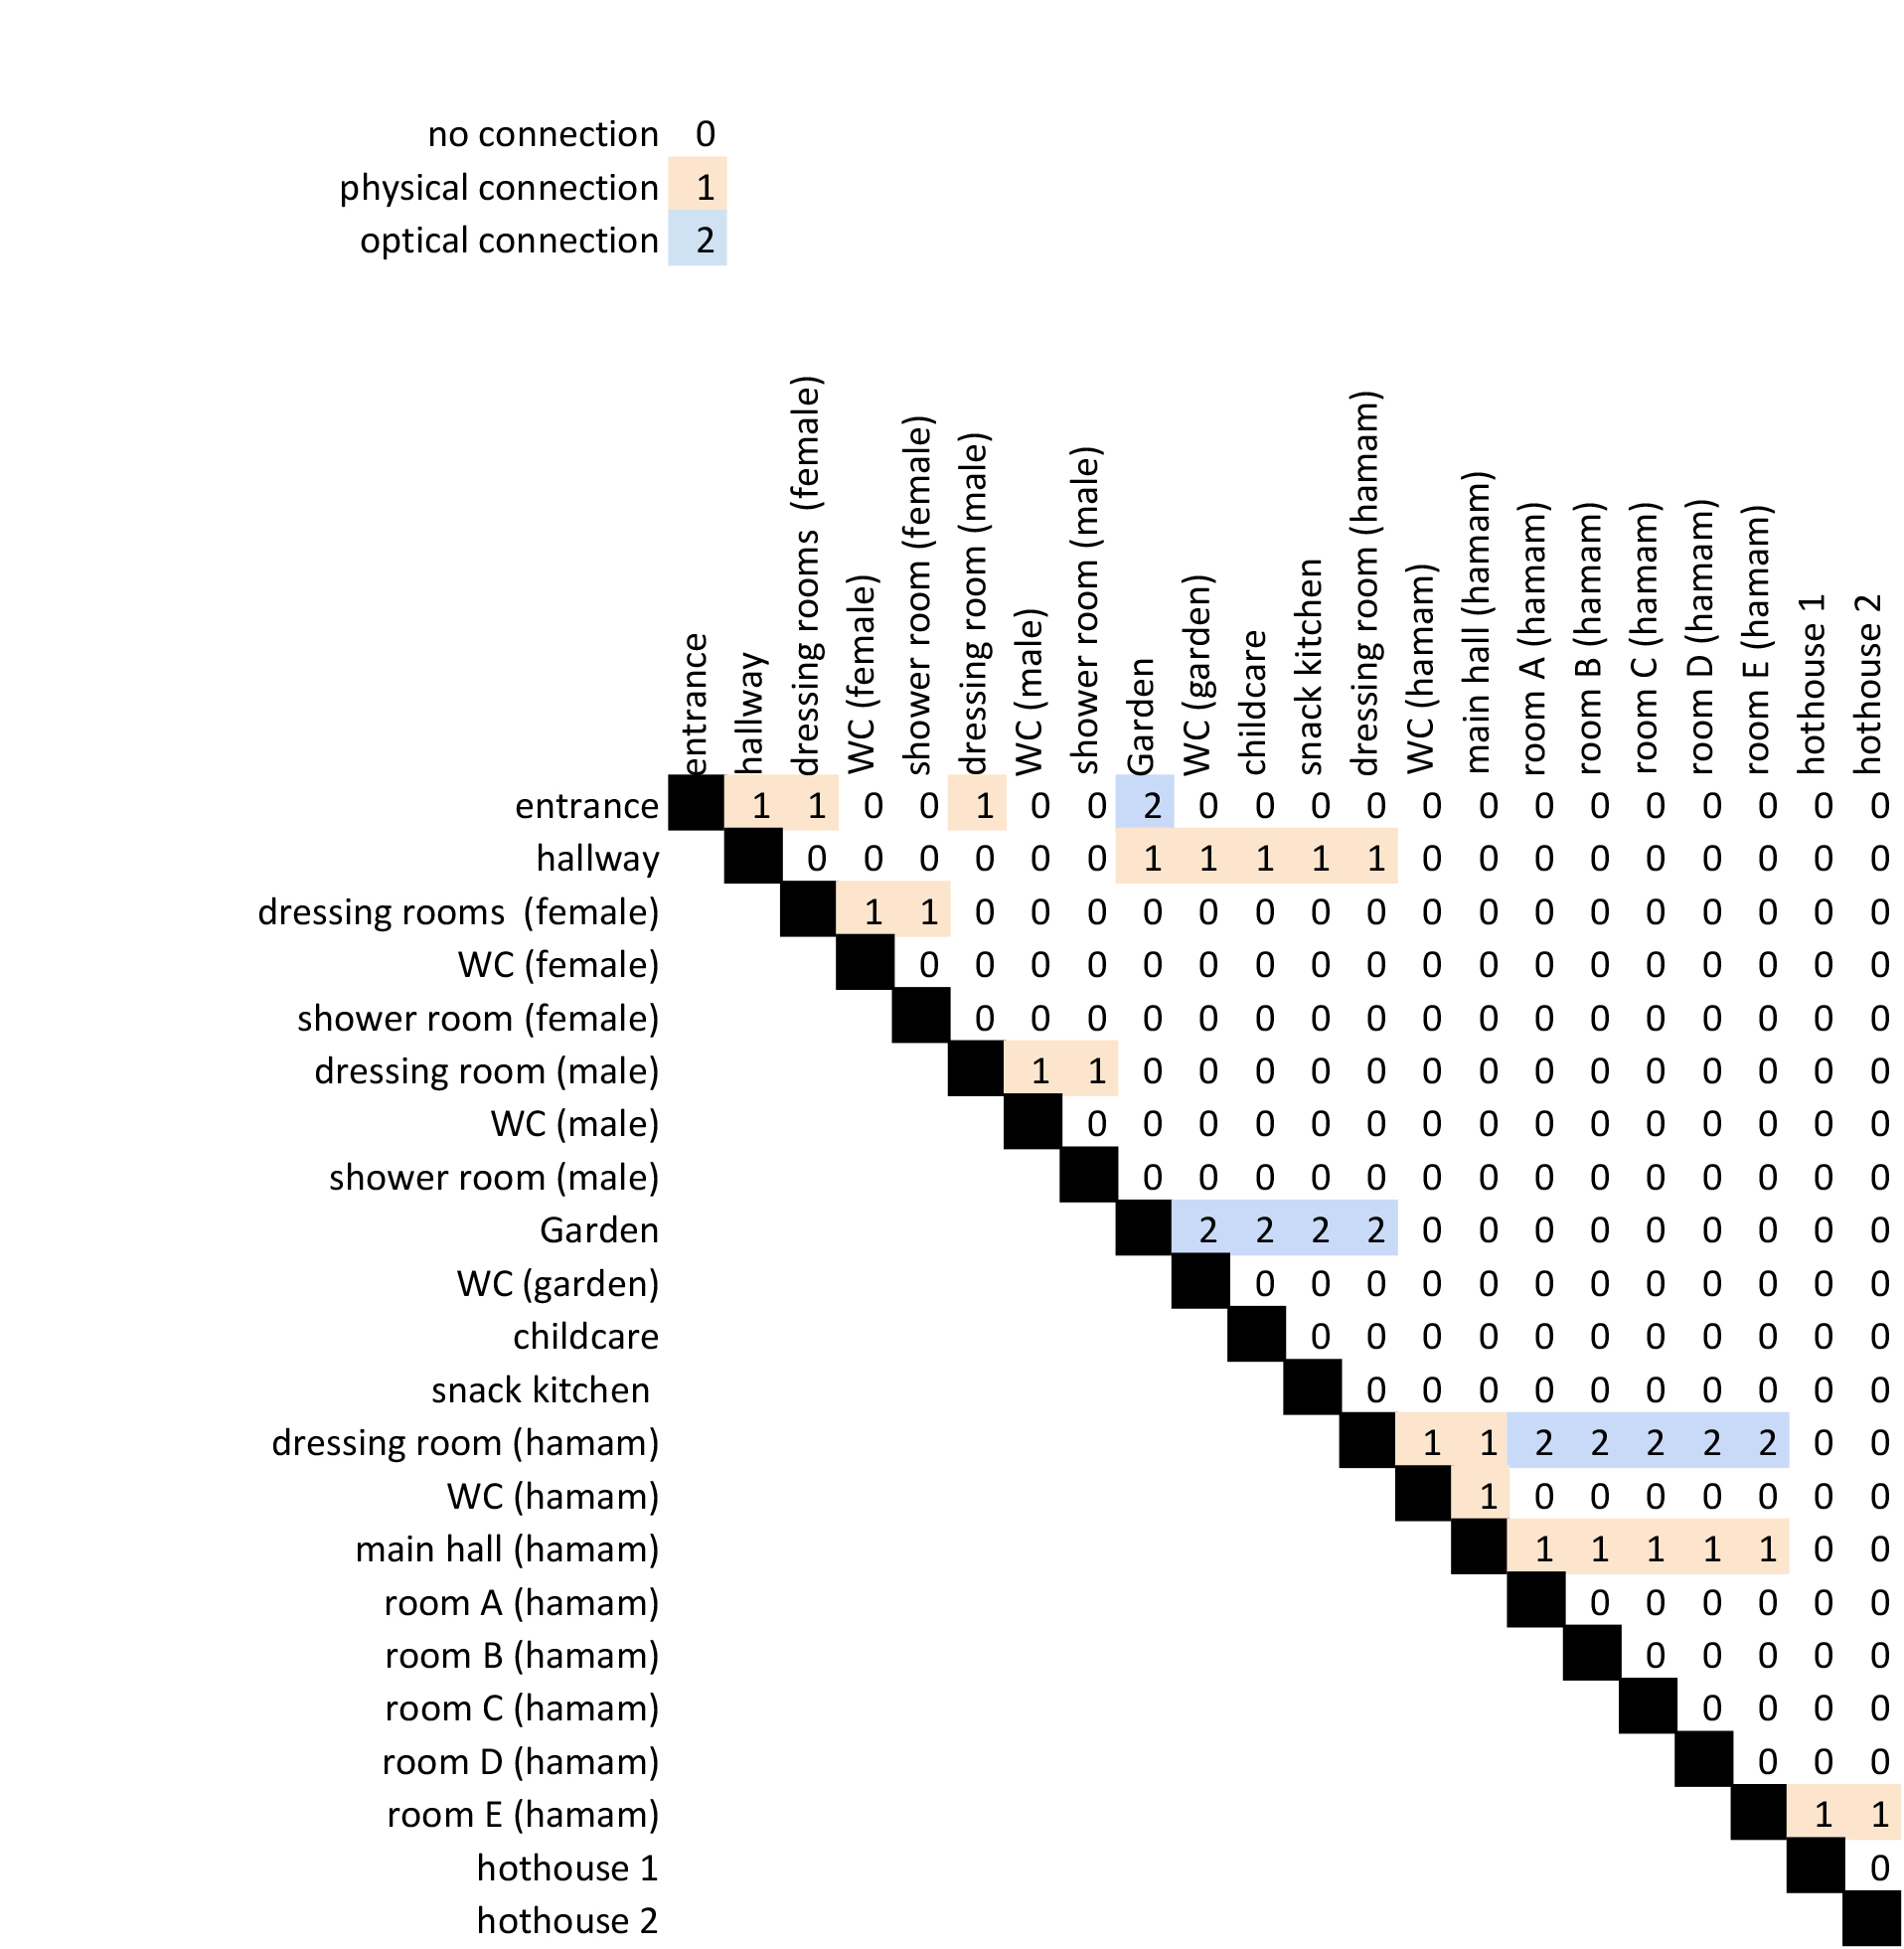 no connection 0
physical connection 1
optical connection 2
entrance
hallway
dressing rooms  (female)
WC (female)
shower room (female)
dressing room (male)
WC (male)
shower room (male)
Garden
WC (garden)
childcare
snack kitchen
dressing room (hamam)
WC (hamam)
main hall (hamam)
room A (hamam)
room B (hamam)
room C (hamam)
room D (hamam)
room E (hamam)
hothouse 1
hothouse 2
entrance 1 1 0 0 1 0 0 2 0 0 0 0 0 0 0 0 0 0 0 0 0
hallway 0 0 0 0 0 0 1 1 1 1 1 0 0 0 0 0 0 0 0 0
dressing rooms  (female) 1 1 0 0 0 0 0 0 0 0 0 0 0 0 0 0 0 0 0
WC (female) 0 0 0 0 0 0 0 0 0 0 0 0 0 0 0 0 0 0
shower room (female) 0 0 0 0 0 0 0 0 0 0 0 0 0 0 0 0 0
dressing room (male) 1 1 0 0 0 0 0 0 0 0 0 0 0 0 0 0
WC (male) 0 0 0 0 0 0 0 0 0 0 0 0 0 0 0
shower room (male) 0 0 0 0 0 0 0 0 0 0 0 0 0 0
Garden 2 2 2 2 0 0 0 0 0 0 0 0 0
WC (garden) 0 0 0 0 0 0 0 0 0 0 0 0
childcare 0 0 0 0 0 0 0 0 0 0 0
snack kitchen 0 0 0 0 0 0 0 0 0 0
dressing room (hamam) 1 1 2 2 2 2 2 0 0
WC (hamam) 1 0 0 0 0 0 0 0
main hall (hamam) 1 1 1 1 1 0 0
room A (hamam) 0 0 0 0 0 0
room B (hamam) 0 0 0 0 0
room C (hamam) 0 0 0 0
room D (hamam) 0 0 0
room E (hamam) 1 1
hothouse 1 0
hothouse 2